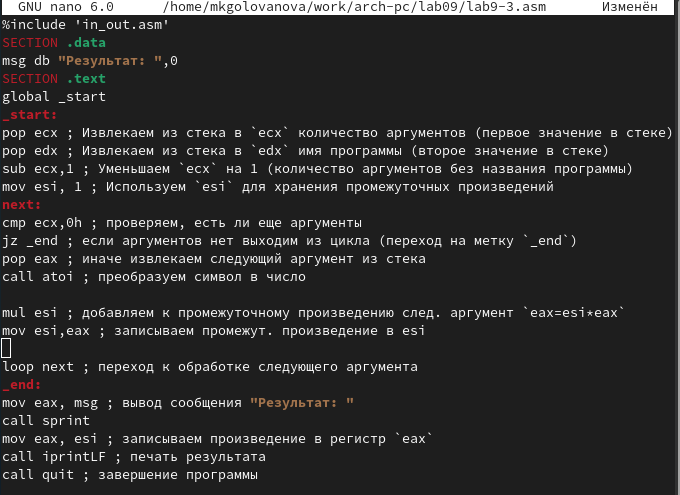 GNU nano 6.0 /home/mkgolovanova/work/arch-pc/lab09/lab9-3.asm Изменён
%include 'in_out.asm'
SECTION .data
msg db "Результат: ",0
SECTION .text
global _start
_start:
pop ecx ; Извлекаем из стека в `ecx` количество аргументов (первое значение в стеке)
pop edx ; Извлекаем из стека в `edx` имя программы (второе значение в стеке)
sub ecx,1 ; Уменьшаем `ecx` на 1 (количество аргументов без названия программы)
mov esi, 1 ; Используем `esi` для хранения промежуточных произведений
next:
cmp ecx,0h ; проверяем, есть ли еще аргументы
jz _end ; если аргументов нет выходим из цикла (переход на метку `_end`)
pop eax ; иначе извлекаем следующий аргумент из стека
call atoi ; преобразуем символ в число
mul esi ; добавляем к промежуточному произведению след. аргумент `eax=esi*eax`
mov esi,eax ; записываем промежут. произведение в esi
loop next ; переход к обработке следующего аргумента
_end:
mov eax, msg ; вывод сообщения "Результат: "
call sprint
mov eax, esi ; записываем произведение в регистр `eax`
call iprintLF ; печать результата
call quit ; завершение программы